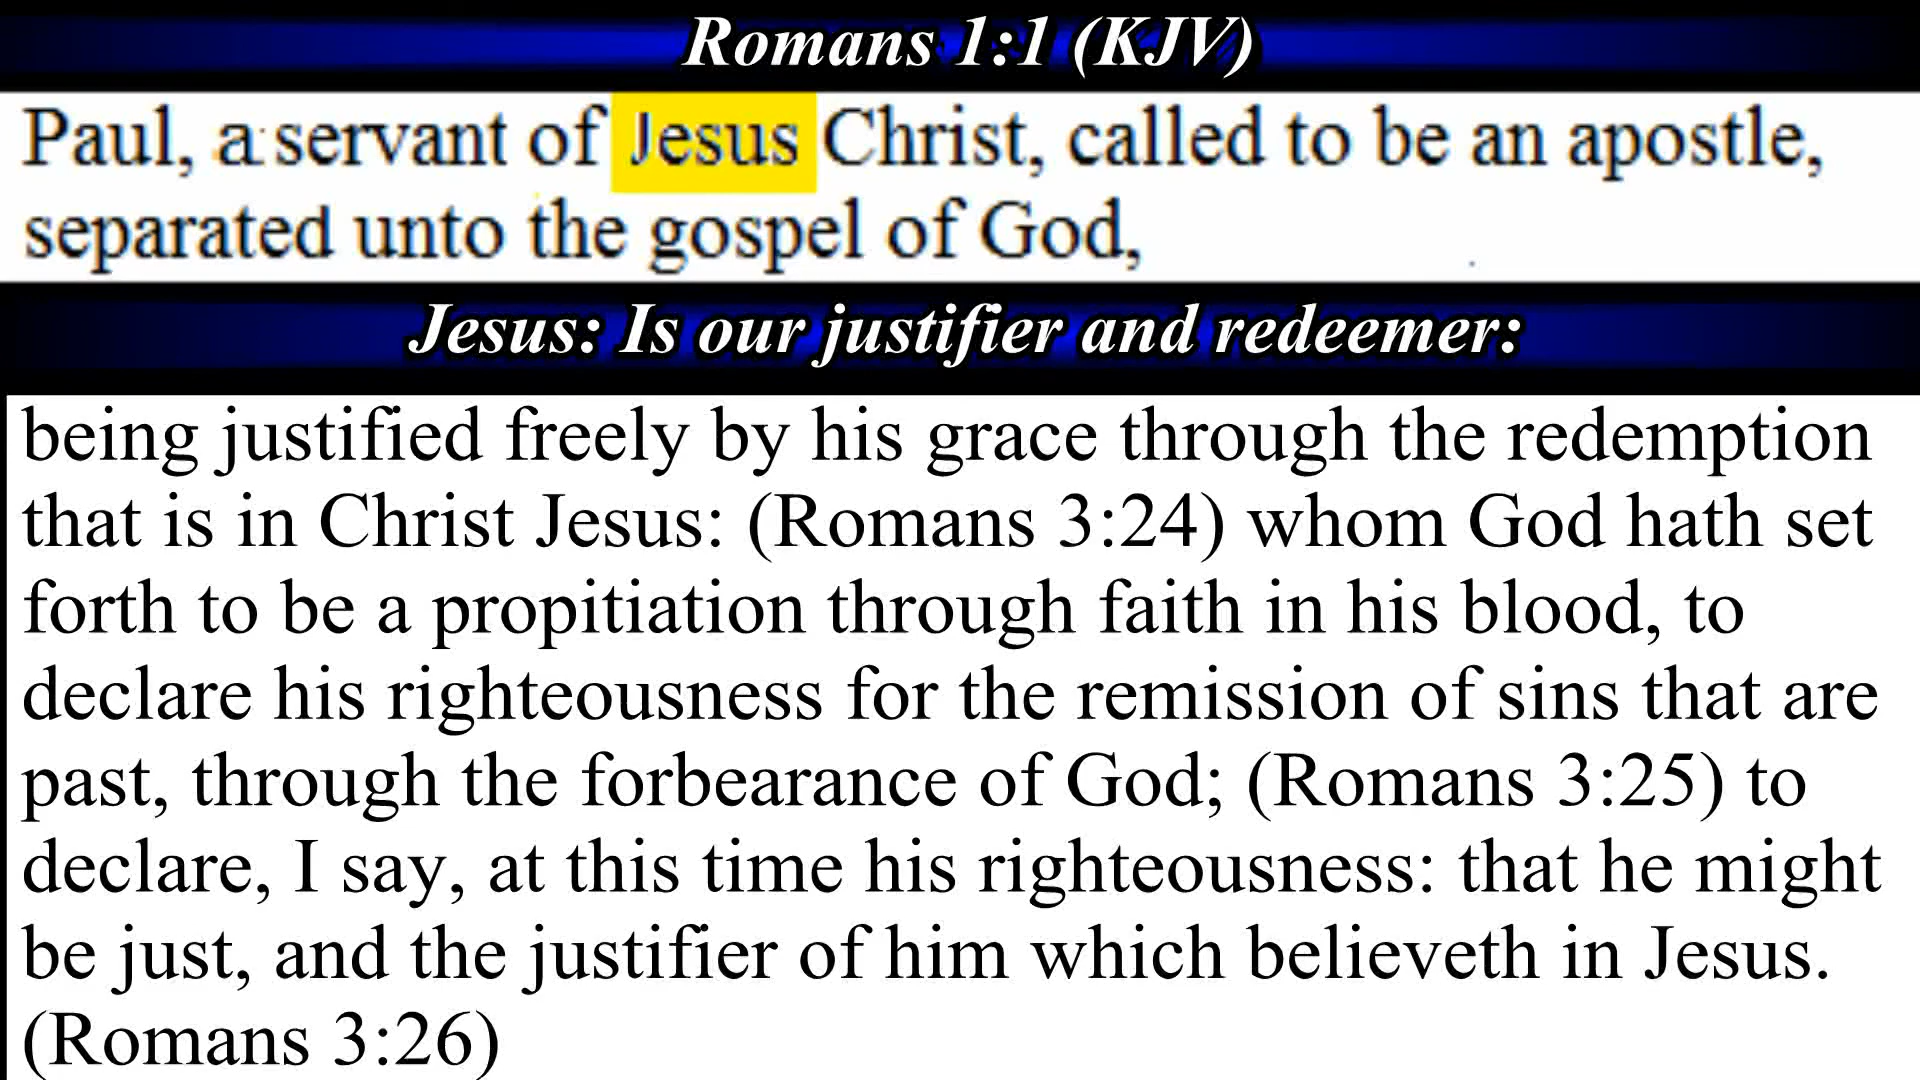 Romans 1:1 (KJV)
Paul, a servant of Jesus Christ, called to be an apostle,
separated unto the gospel of God,
Jesus: Is our justifier and redeemer:
being justified freely by his grace through the redemption
that is in Christ Jesus: (Romans 3:24) whom God hath set
forth to be a propitiation through faith in his blood, to
declare his righteousness for the remission of sins that are
past, through the forbearance of God; (Romans 3:25) to
declare, I say, at this time his righteousness: that he might
be just, and the justifier of him which believeth in Jesus.
(Romans 3:26)